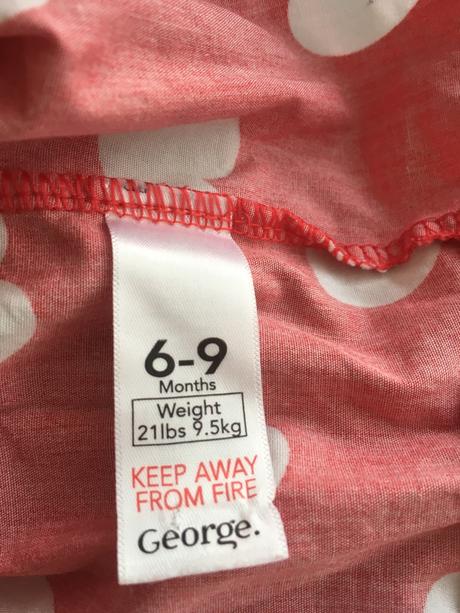 6-9
Months
Weight
21lbs 9.5kg
KEEP AWAY
FROM FIRE
George.